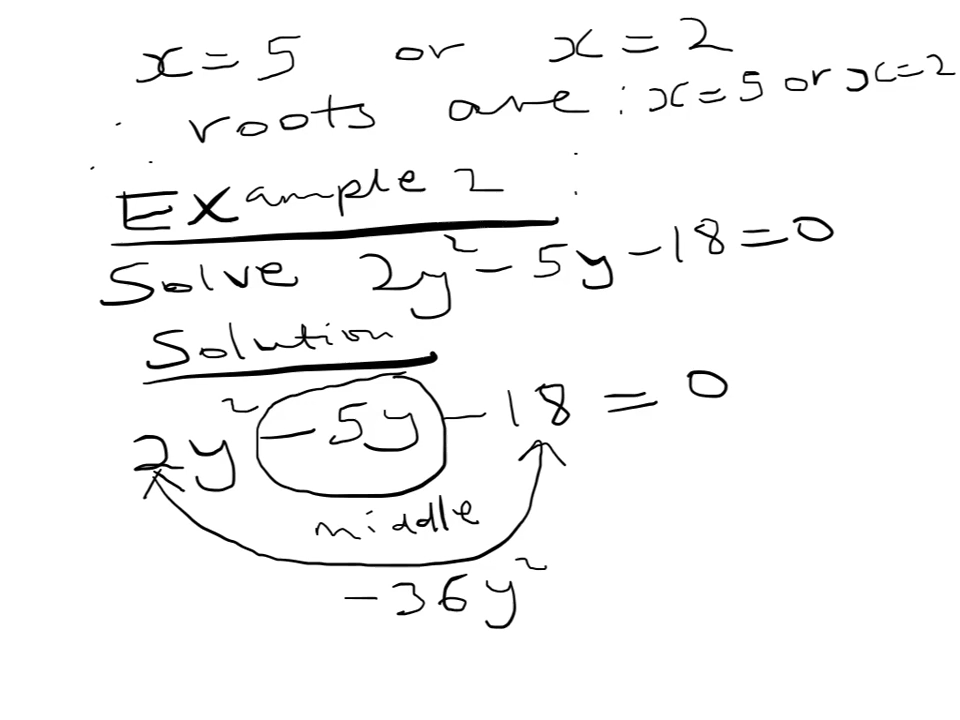 x = 5 or x = 2
roots are : x = 5 or x = 2
Example 2 :
Solve 2y² - 5y - 18 = 0
Solution
2y² - 5y - 18 = 0
middle
- 36y²